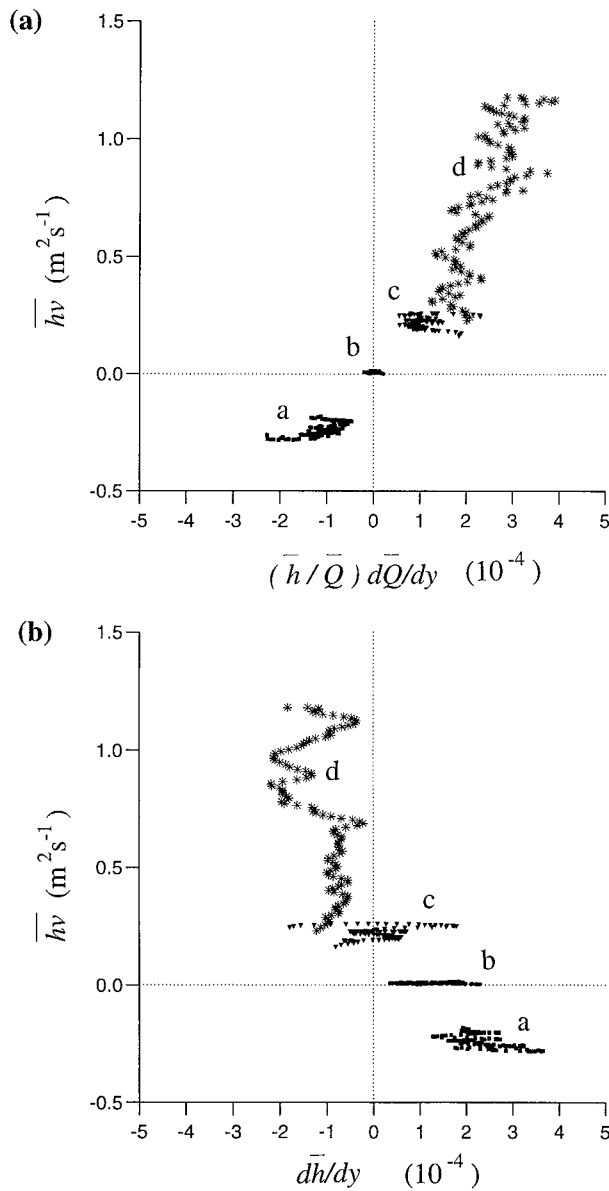 (a)
1.5
1.0
0.5
0.0
-0.5
hv (m²s⁻¹)
d
c
b
a
-5 -4 -3 -2 -1 0 1 2 3 4 5
(h / Q) dQ/dy (10⁻⁴)
(b)
1.5
1.0
0.5
0.0
-0.5
hv (m²s⁻¹)
d
c
b
a
-5 -4 -3 -2 -1 0 1 2 3 4 5
dh/dy (10⁻⁴)